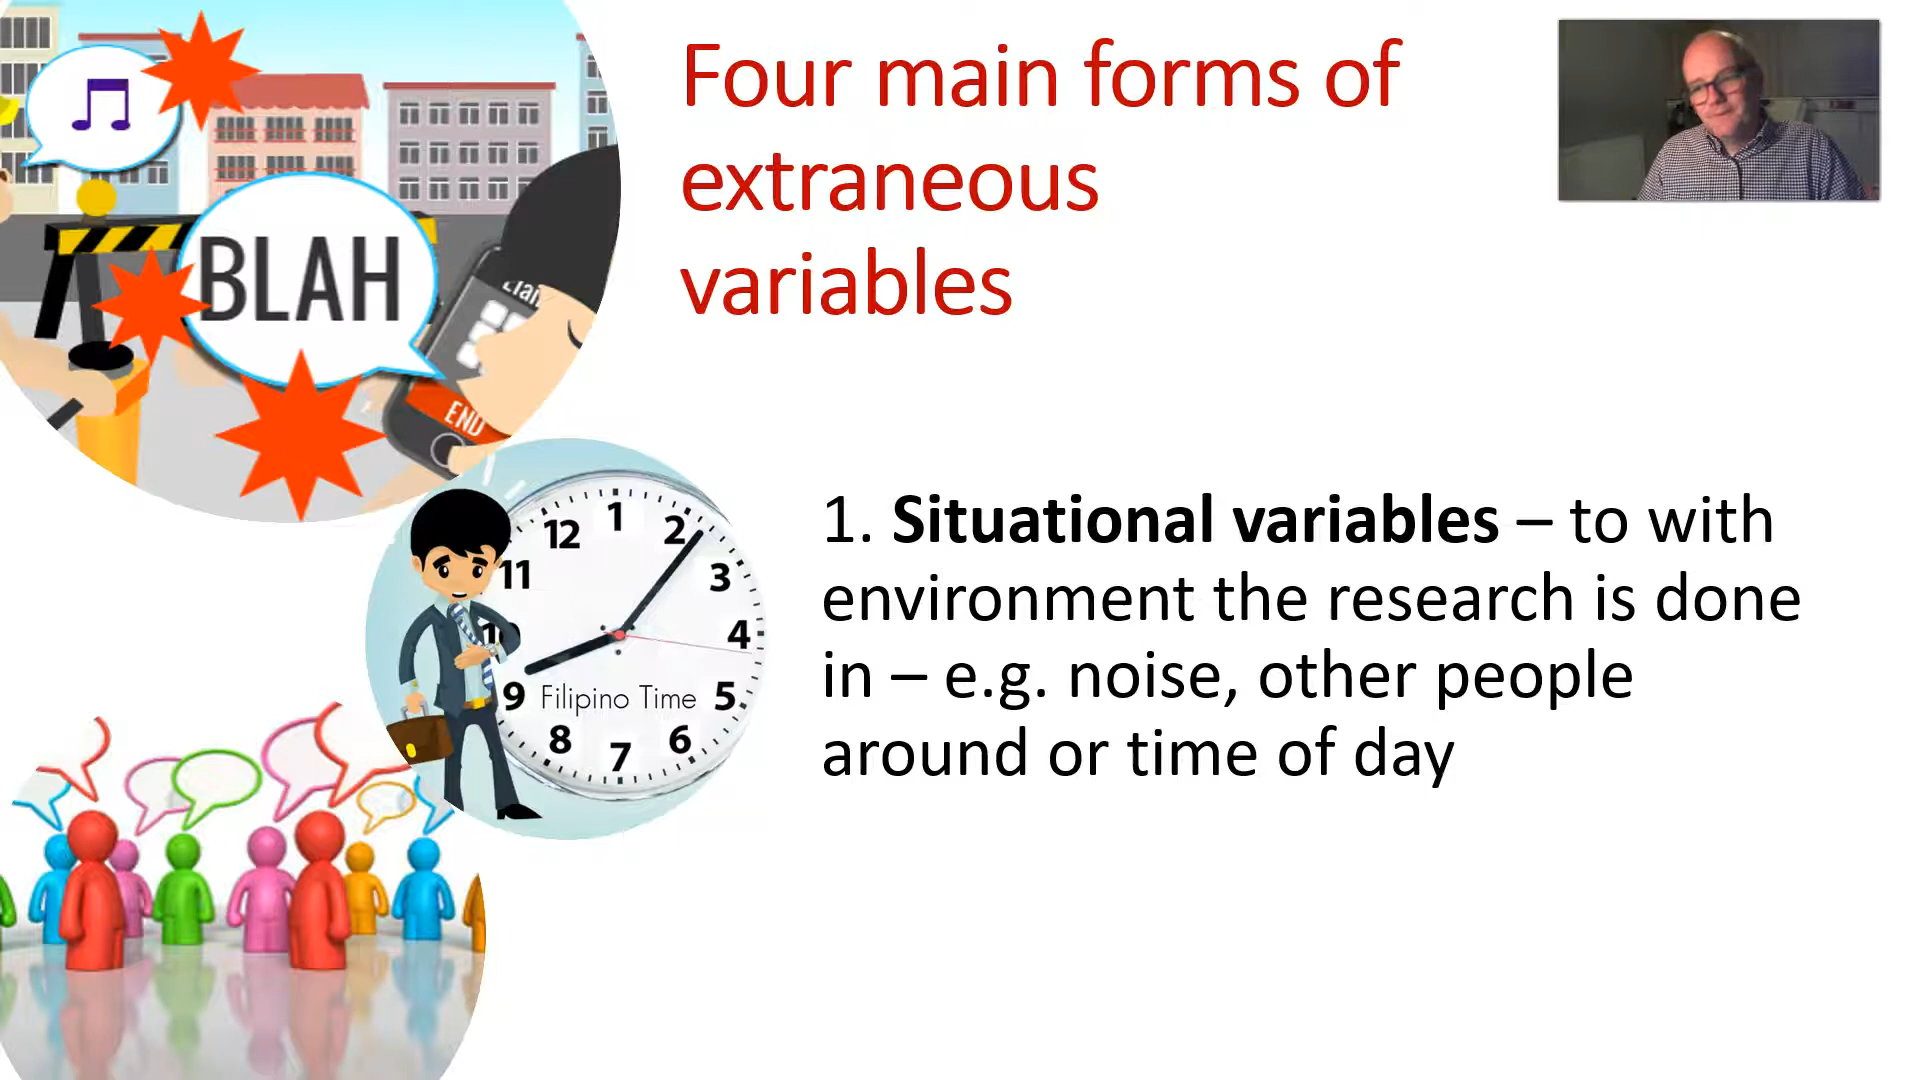 Four main forms of
extraneous
variables
1. Situational variables – to with
environment the research is done
in – e.g. noise, other people
around or time of day
BLAH
END
12 1 2
11 3
10 4
9 Filipino Time 5
8 7 6